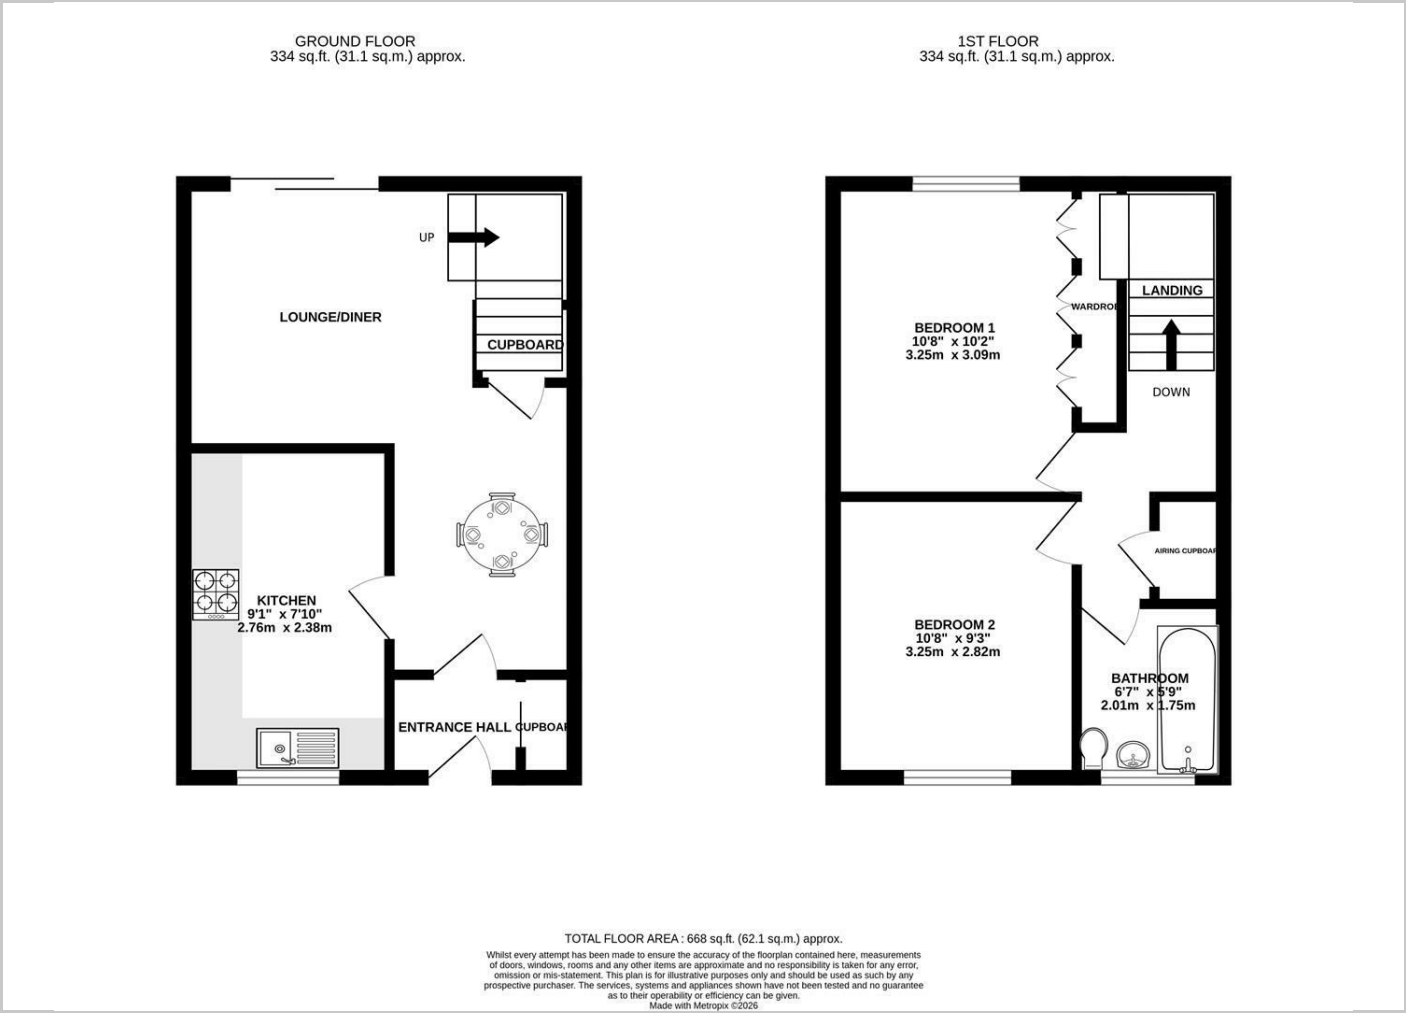 GROUND FLOOR
334 sq.ft. (31.1 sq.m.) approx.
1ST FLOOR
334 sq.ft. (31.1 sq.m.) approx.
UP
LOUNGE/DINER
CUPBOARD
KITCHEN
9'1" x 7'10"
2.76m x 2.38m
ENTRANCE HALL
CUPBOAR
BEDROOM 1
10'8" x 10'2"
3.25m x 3.09m
WARDROB
LANDING
DOWN
AIRING CUPBOAR
BEDROOM 2
10'8" x 9'3"
3.25m x 2.82m
BATHROOM
6'7" x 5'9"
2.01m x 1.75m
TOTAL FLOOR AREA : 668 sq.ft. (62.1 sq.m.) approx.
Whilst every attempt has been made to ensure the accuracy of the floorplan contained here, measurements
of doors, windows, rooms and any other items are approximate and no responsibility is taken for any error,
omission or mis-statement. This plan is for illustrative purposes only and should be used as such by any
prospective purchaser. The services, systems and appliances shown have not been tested and no guarantee
as to their operability or efficiency can be given.
Made with Metropix ©2026